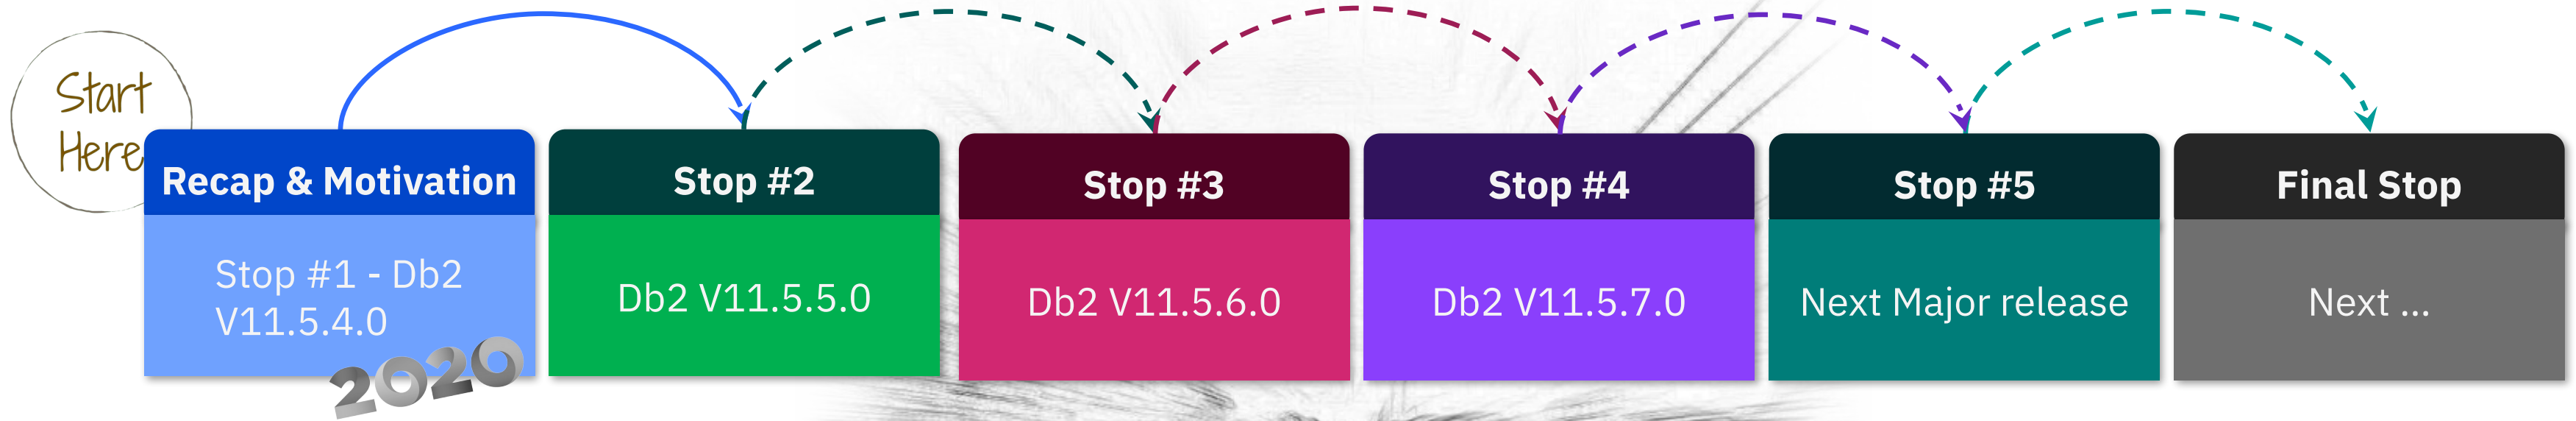 Start
Here
Recap & Motivation
Stop #1 - Db2
V11.5.4.0
2020
Stop #2
Db2 V11.5.5.0
Stop #3
Db2 V11.5.6.0
Stop #4
Db2 V11.5.7.0
Stop #5
Next Major release
Final Stop
Next ...